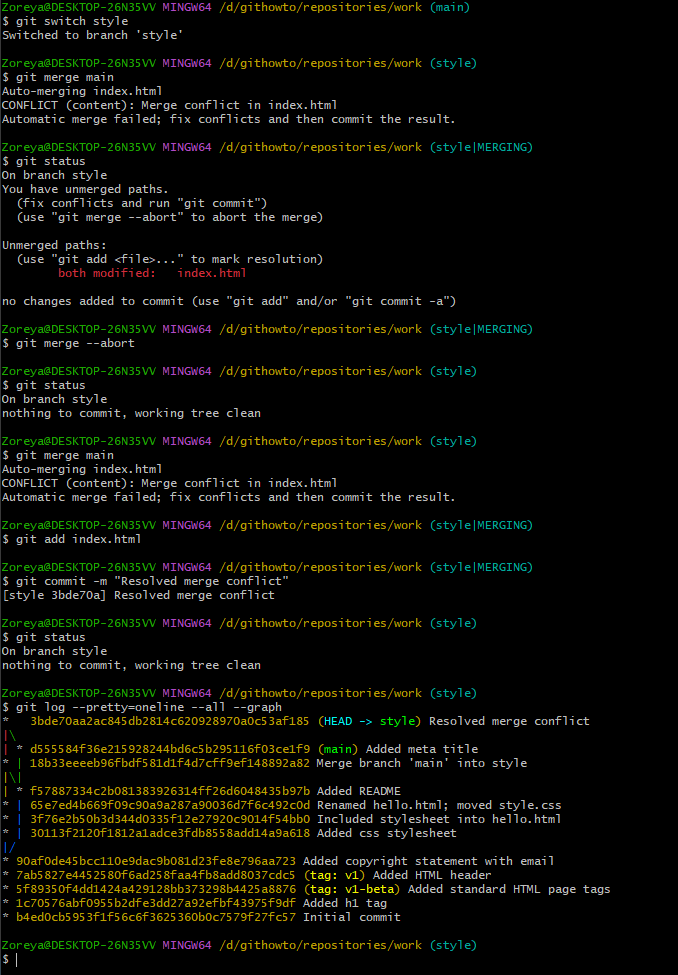 Zoreya@DESKTOP-26N35VV MINGW64 /d/githowto/repositories/work (main)
$ git switch style
Switched to branch 'style'
Zoreya@DESKTOP-26N35VV MINGW64 /d/githowto/repositories/work (style)
$ git merge main
Auto-merging index.html
CONFLICT (content): Merge conflict in index.html
Automatic merge failed; fix conflicts and then commit the result.
Zoreya@DESKTOP-26N35VV MINGW64 /d/githowto/repositories/work (style|MERGING)
$ git status
On branch style
You have unmerged paths.
  (fix conflicts and run "git commit")
  (use "git merge --abort" to abort the merge)
Unmerged paths:
  (use "git add <file>..." to mark resolution)
        both modified:   index.html
no changes added to commit (use "git add" and/or "git commit -a")
Zoreya@DESKTOP-26N35VV MINGW64 /d/githowto/repositories/work (style|MERGING)
$ git merge --abort
Zoreya@DESKTOP-26N35VV MINGW64 /d/githowto/repositories/work (style)
$ git status
On branch style
nothing to commit, working tree clean
Zoreya@DESKTOP-26N35VV MINGW64 /d/githowto/repositories/work (style)
$ git merge main
Auto-merging index.html
CONFLICT (content): Merge conflict in index.html
Automatic merge failed; fix conflicts and then commit the result.
Zoreya@DESKTOP-26N35VV MINGW64 /d/githowto/repositories/work (style|MERGING)
$ git add index.html
Zoreya@DESKTOP-26N35VV MINGW64 /d/githowto/repositories/work (style|MERGING)
$ git commit -m "Resolved merge conflict"
[style 3bde70a] Resolved merge conflict
Zoreya@DESKTOP-26N35VV MINGW64 /d/githowto/repositories/work (style)
$ git status
On branch style
nothing to commit, working tree clean
Zoreya@DESKTOP-26N35VV MINGW64 /d/githowto/repositories/work (style)
$ git log --pretty=oneline --all --graph
*   3bde70aa2ac845db2814c620928970a0c53af185 (HEAD -> style) Resolved merge conflict
|\
| * d555584f36e215928244bd6c5b295116f03ce1f9 (main) Added meta title
* | 18b33eeeeb96fbdf581d1f4d7cff9ef148892a82 Merge branch 'main' into style
|\|
| * f57887334c2b081383926314ff26d6048435b97b Added README
* | 65e7ed4b669f09c90a9a287a90036d7f6c492c0d Renamed hello.html; moved style.css
* | 3f76e2b50b3d344d0335f12e27920c9014f54bb0 Included stylesheet into hello.html
* | 30113f2120f1812a1adce3fdb8558add14a9a618 Added css stylesheet
|/
* 90af0de45bcc110e9dac9b081d23fe8e796aa723 Added copyright statement with email
* 7ab5827e4452580f6ad258faa4fb8add8037cdc5 (tag: v1) Added HTML header
* 5f89350f4dd1424a429128bb373298b4425a8876 (tag: v1-beta) Added standard HTML page tags
* 1c70576abf0955b2dfe3dd27a92efbf43975f9df Added h1 tag
* b4ed0cb5953f1f56c6f3625360b0c7579f27fc57 Initial commit
Zoreya@DESKTOP-26N35VV MINGW64 /d/githowto/repositories/work (style)
$